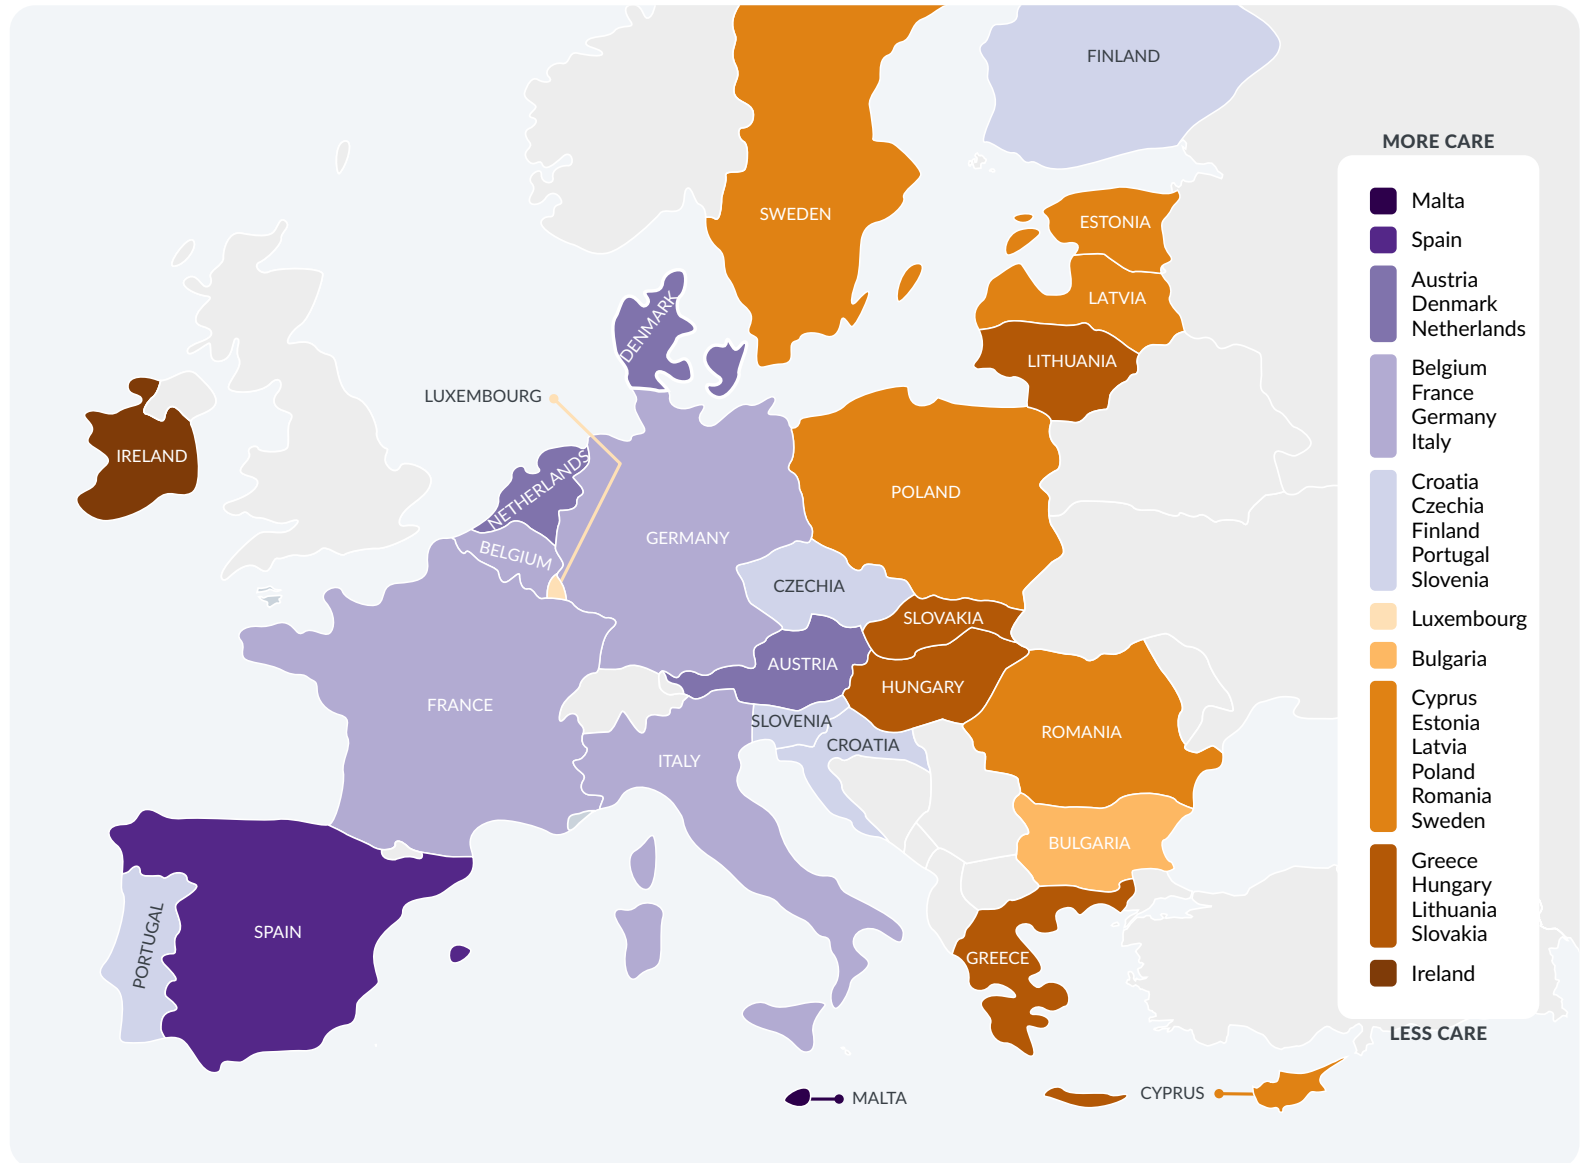 FINLAND
MORE CARE
SWEDEN
ESTONIA
LATVIA
LITHUANIA
DENMARK
LUXEMBOURG
IRELAND
NETHERLANDS
POLAND
BELGIUM
GERMANY
CZECHIA
SLOVAKIA
AUSTRIA
HUNGARY
FRANCE
SLOVENIA
CROATIA
ROMANIA
ITALY
BULGARIA
PORTUGAL
SPAIN
GREECE
MALTA
CYPRUS
Malta
Spain
Austria
Denmark
Netherlands
Belgium
France
Germany
Italy
Croatia
Czechia
Finland
Portugal
Slovenia
Luxembourg
Bulgaria
Cyprus
Estonia
Latvia
Poland
Romania
Sweden
Greece
Hungary
Lithuania
Slovakia
Ireland
LESS CARE